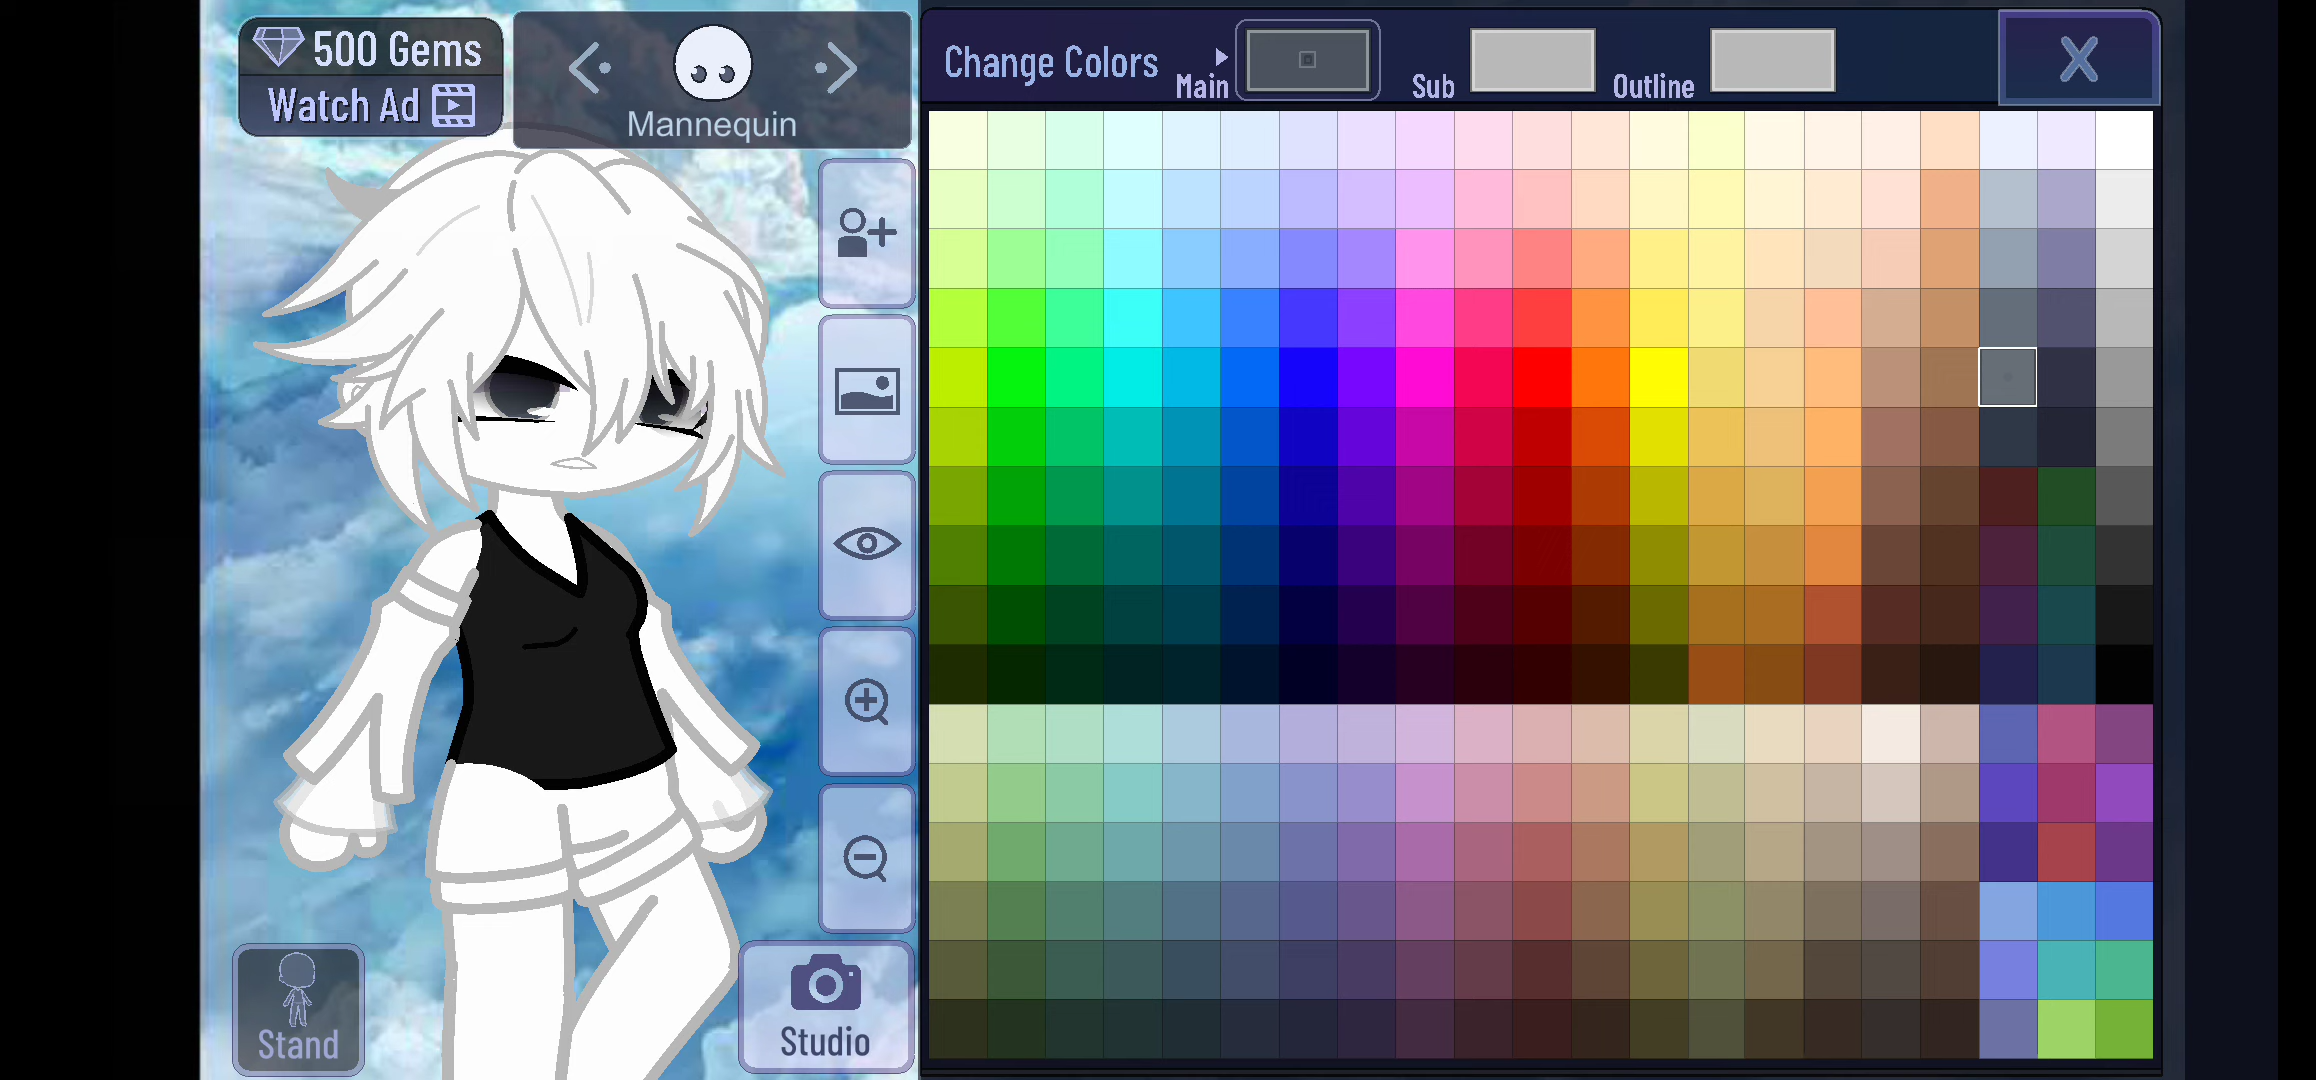 500 Gems
Watch Ad
Mannequin
Change Colors
Main
Sub
Outline
X
Stand
Studio